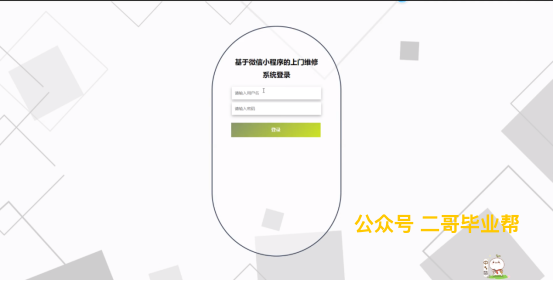 基于微信小程序的上门维修
系统登录
请输入用户名
请输入密码
登录
公众号 二哥毕业帮